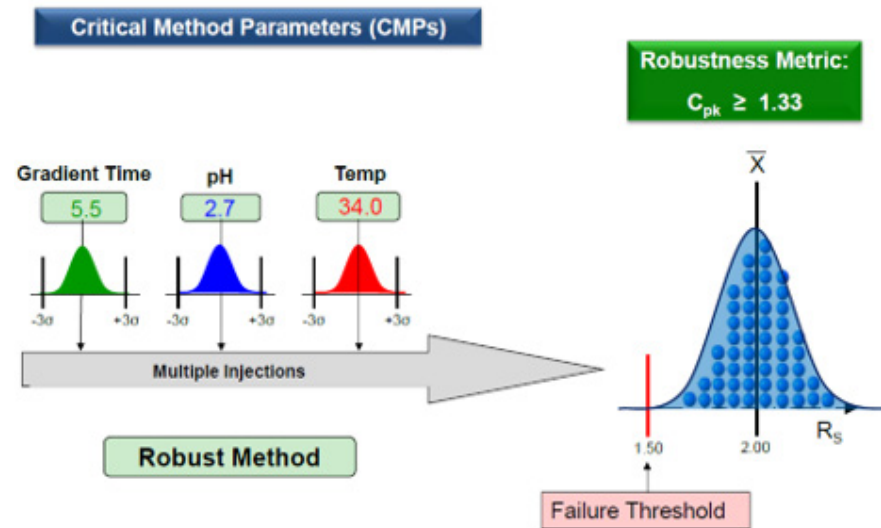 Critical Method Parameters (CMPs)
Robustness Metric:
Cpk ≥ 1.33
X̅
Gradient Time
pH
Temp
5.5
2.7
34.0
-3σ
+3σ
-3σ
+3σ
-3σ
+3σ
Multiple Injections
Robust Method
1.50
2.00
RS
Failure Threshold